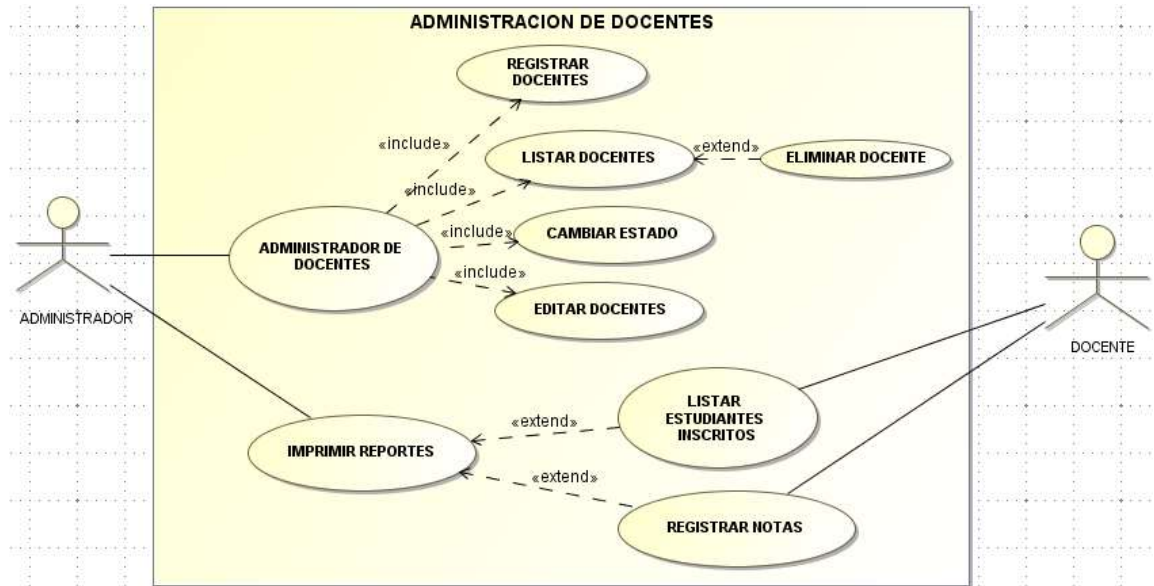 ADMINISTRACION DE DOCENTES
REGISTRAR
DOCENTES
«include»
LISTAR DOCENTES
«extend»
ELIMINAR DOCENTE
«include»
ADMINISTRADOR DE
DOCENTES
«include»
CAMBIAR ESTADO
«include»
EDITAR DOCENTES
ADMINISTRADOR
DOCENTE
LISTAR
ESTUDIANTES
INSCRITOS
«extend»
IMPRIMIR REPORTES
«extend»
REGISTRAR NOTAS